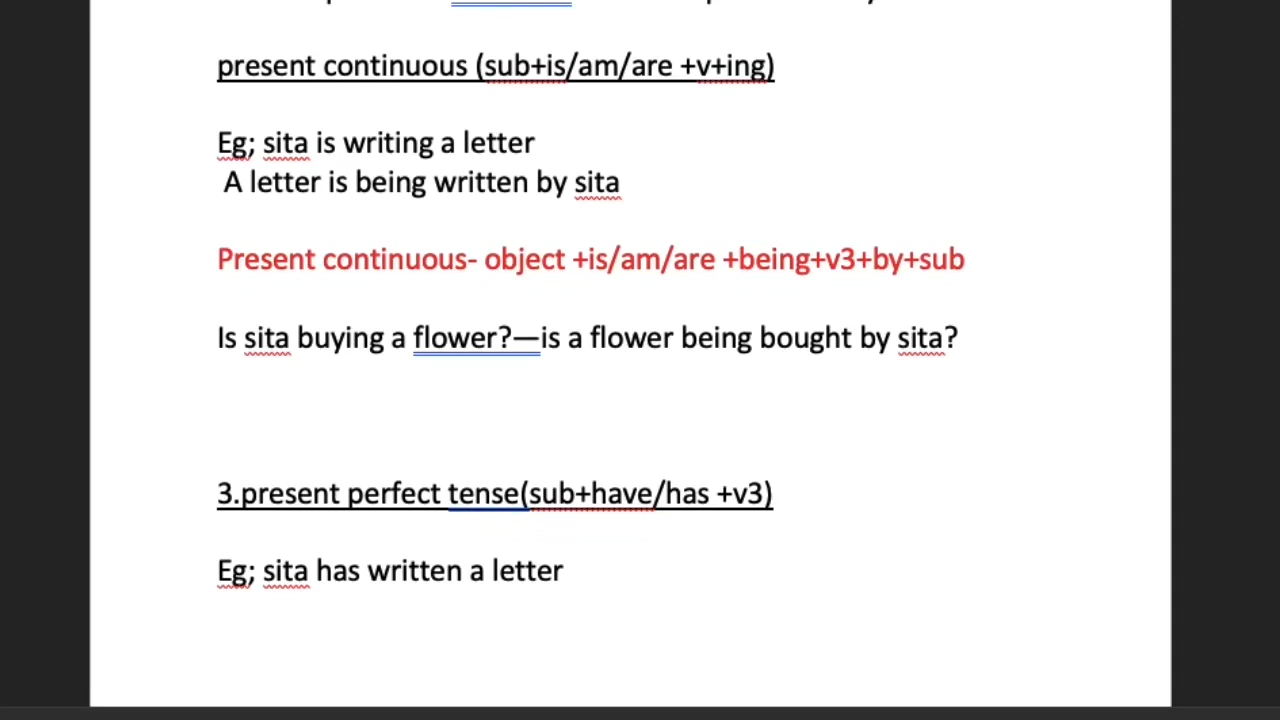 present continuous (sub+is/am/are +v+ing)
Eg; sita is writing a letter
A letter is being written by sita
Present continuous- object +is/am/are +being+v3+by+sub
Is sita buying a flower?—is a flower being bought by sita?
3.present perfect tense(sub+have/has +v3)
Eg; sita has written a letter